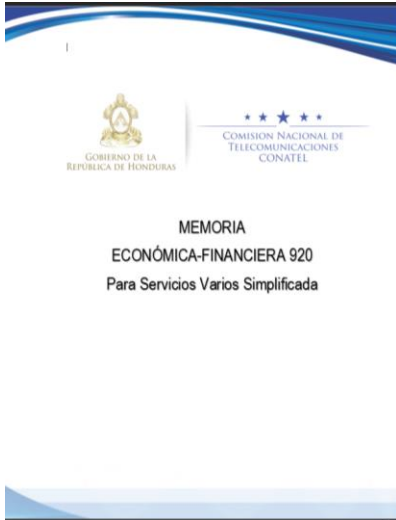 GOBIERNO DE LA
REPÚBLICA DE HONDURAS
COMISION NACIONAL DE
TELECOMUNICACIONES
CONATEL
MEMORIA
ECONÓMICA-FINANCIERA 920
Para Servicios Varios Simplificada